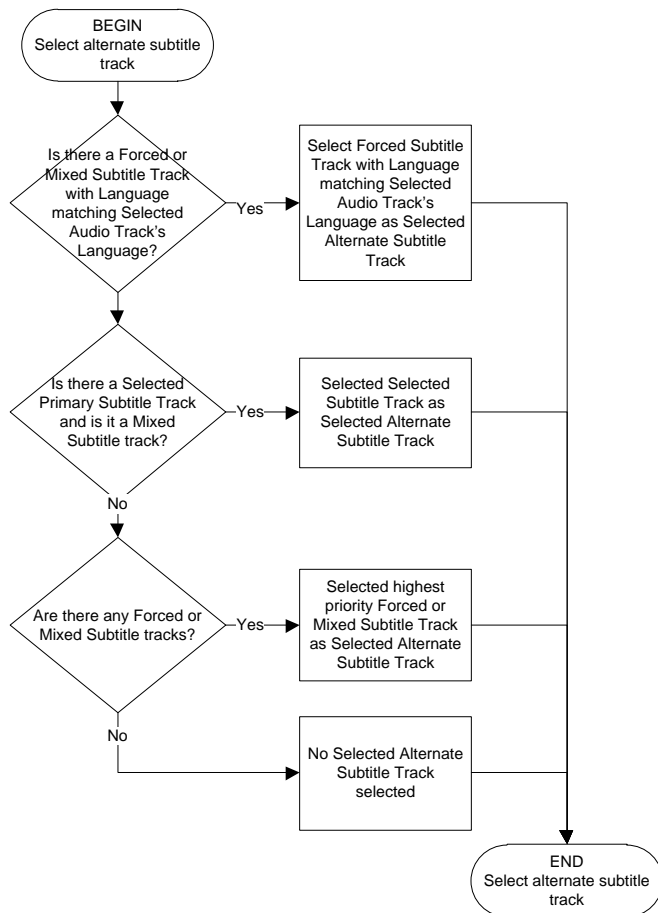 BEGIN
Select alternate subtitle
track
Is there a Forced or
Mixed Subtitle Track
with Language
matching Selected
Audio Track's
Language?
Yes
Select Forced Subtitle
Track with Language
matching Selected
Audio Track's
Language as Selected
Alternate Subtitle
Track
Is there a Selected
Primary Subtitle Track
and is it a Mixed
Subtitle track?
Yes
Selected Selected
Subtitle Track as
Selected Alternate
Subtitle Track
No
Are there any Forced or
Mixed Subtitle tracks?
Yes
Selected highest
priority Forced or
Mixed Subtitle Track
as Selected Alternate
Subtitle Track
No
No Selected Alternate
Subtitle Track
selected
END
Select alternate subtitle
track